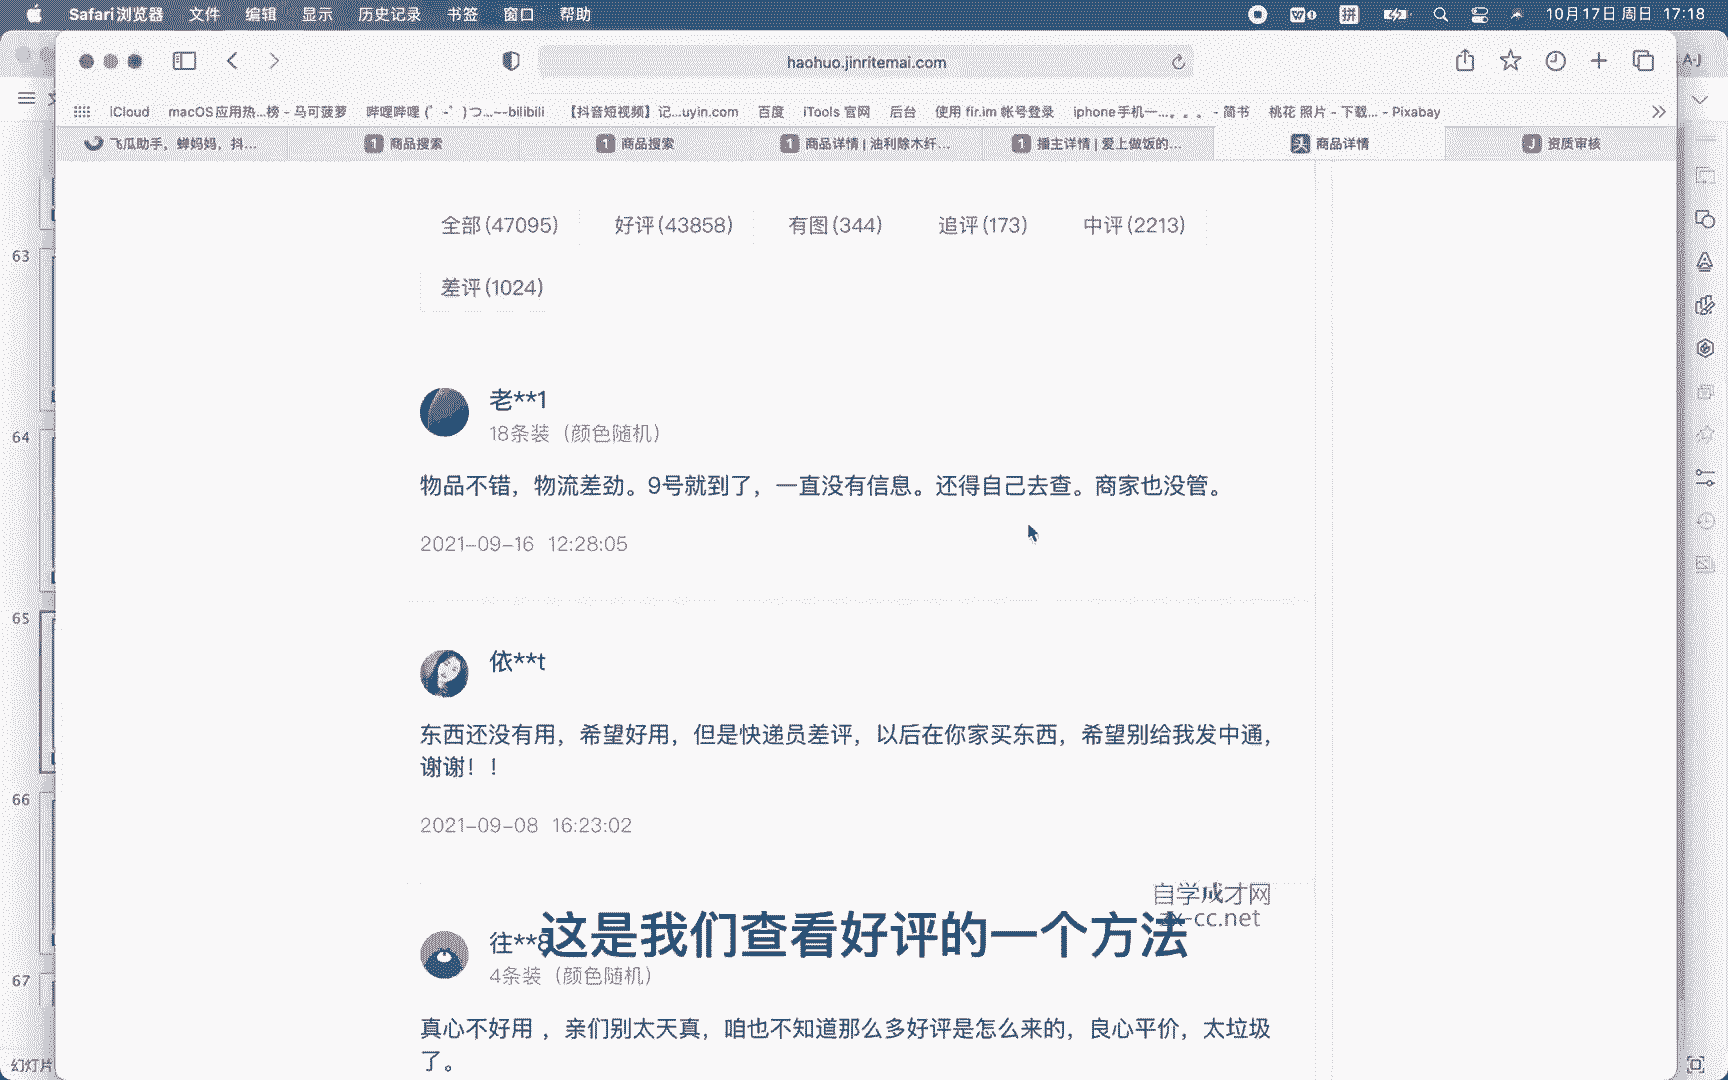 Safari浏览器 文件 编辑 显示 历史记录 书签 窗口 帮助 拼 10月17日 周日 17:18
haohuo.jinritemai.com
iCloud macOS应用热...榜 - 马可菠萝 哔哩哔哩 (゜-゜)つ...~--bilibili 【抖音短视频】记...uyin.com 百度 iTools 官网 后台 使用 fir.im 帐号登录 iphone手机一...。。。 - 简书 桃花 照片 - 下载... - Pixabay
飞瓜助手，蝉妈妈，抖... 1 商品搜索 1 商品搜索 1 商品详情 | 油利除木纤... 1 播主详情 | 爱上做饭的... 头 商品详情 J 资质审核
全部(47095) 好评(43858) 有图(344) 追评(173) 中评(2213)
差评(1024)
63
老**1
18条装（颜色随机）
64
物品不错，物流差劲。9号就到了，一直没有信息。还得自己去查。商家也没管。
2021-09-16 12:28:05
65
依**t
东西还没有用，希望好用，但是快递员差评，以后在你家买东西，希望别给我发中通，
谢谢！！
66
2021-09-08 16:23:02
自学成才网
zx-cc.net
往**8
这是我们查看好评的一个方法
4条装（颜色随机）
67
真心不好用 ，亲们别太天真，咱也不知道那么多好评是怎么来的，良心平价，太垃圾
了。
幻灯片